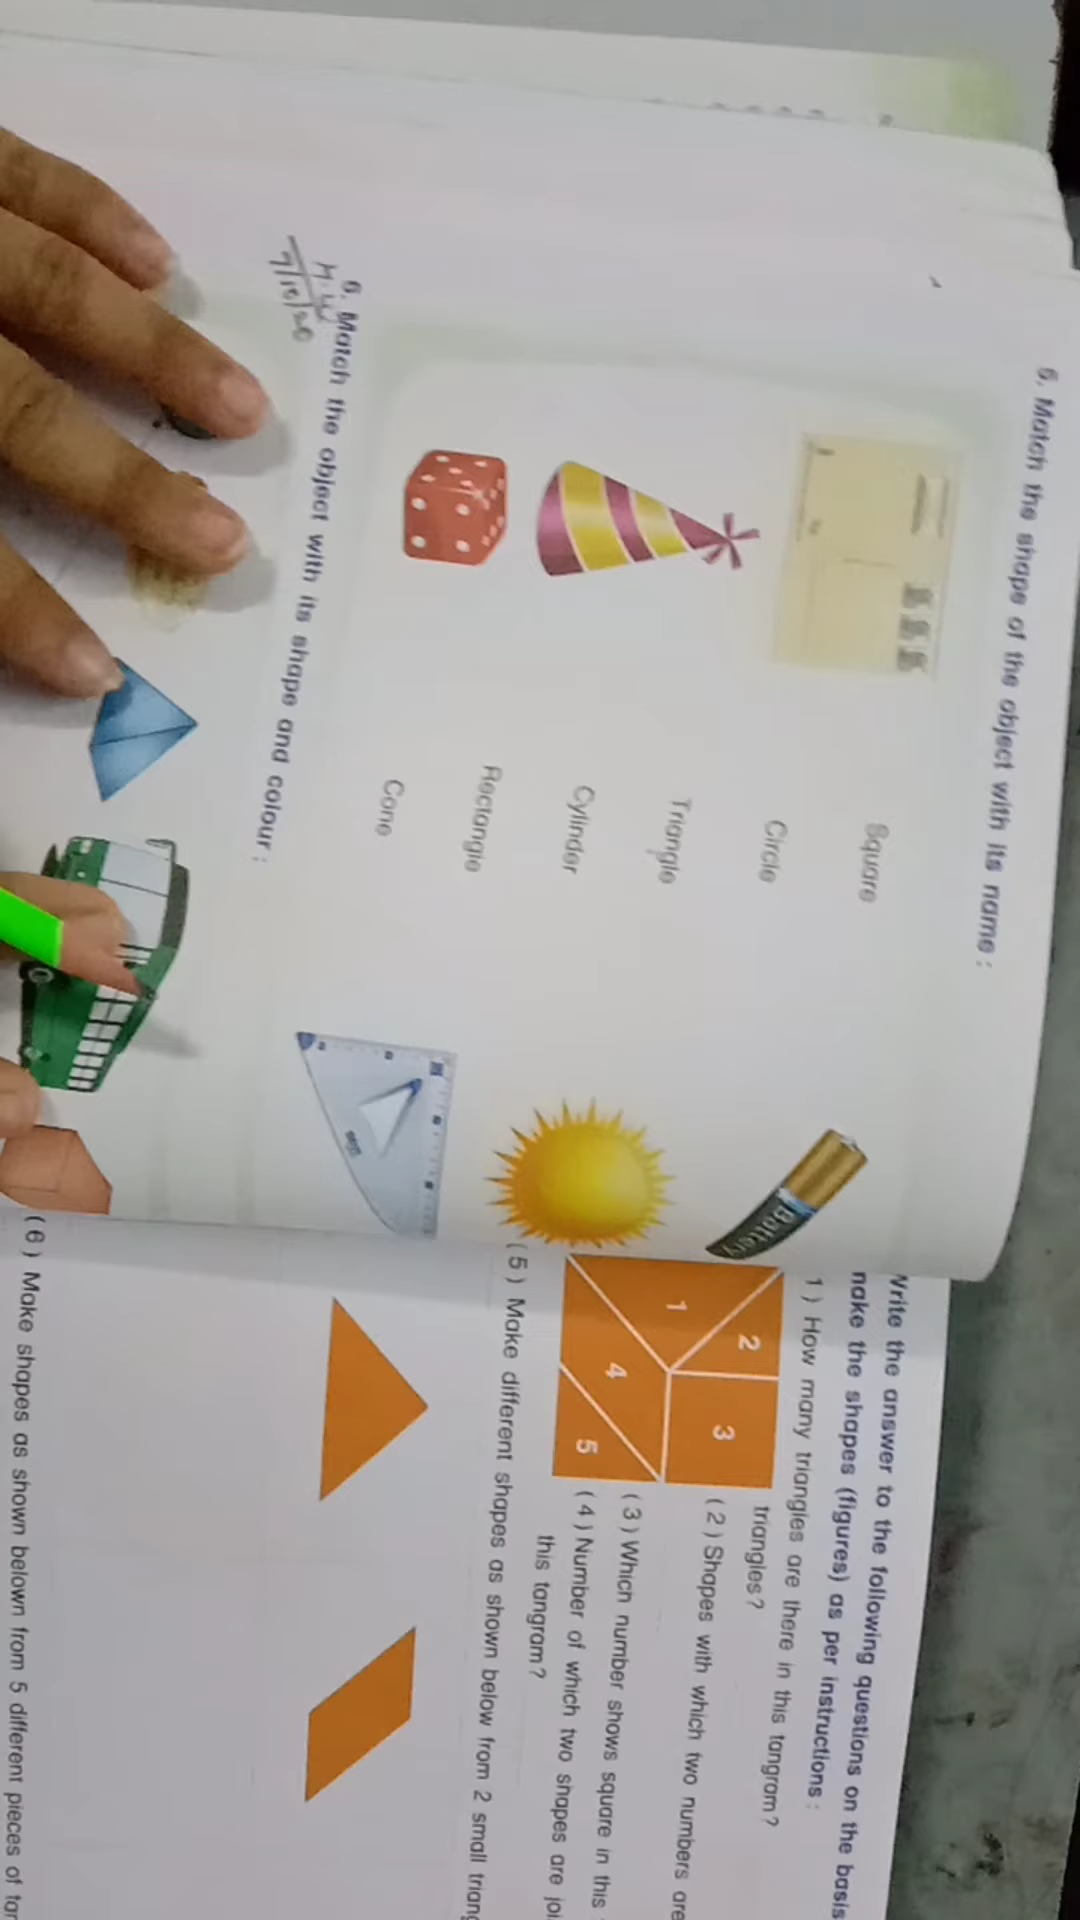 5. Match the shape of the object with its name :
Square
Circle
Triangle
Cylinder
Rectangle
Cone
Battery
H.W
7/10/20
6. Match the object with its shape and colour :
Write the answer to the following questions on the basis
make the shapes (figures) as per instructions :
1) How many triangles are there in this tangram?
triangles?
(2) Shapes with which two numbers are
(3) Which number shows square in this
(4) Number of which two shapes are joi
this tangram?
1
2
3
4
5
(5) Make different shapes as shown below from 2 small triang
(6) Make shapes as shown belown from 5 different pieces of tan